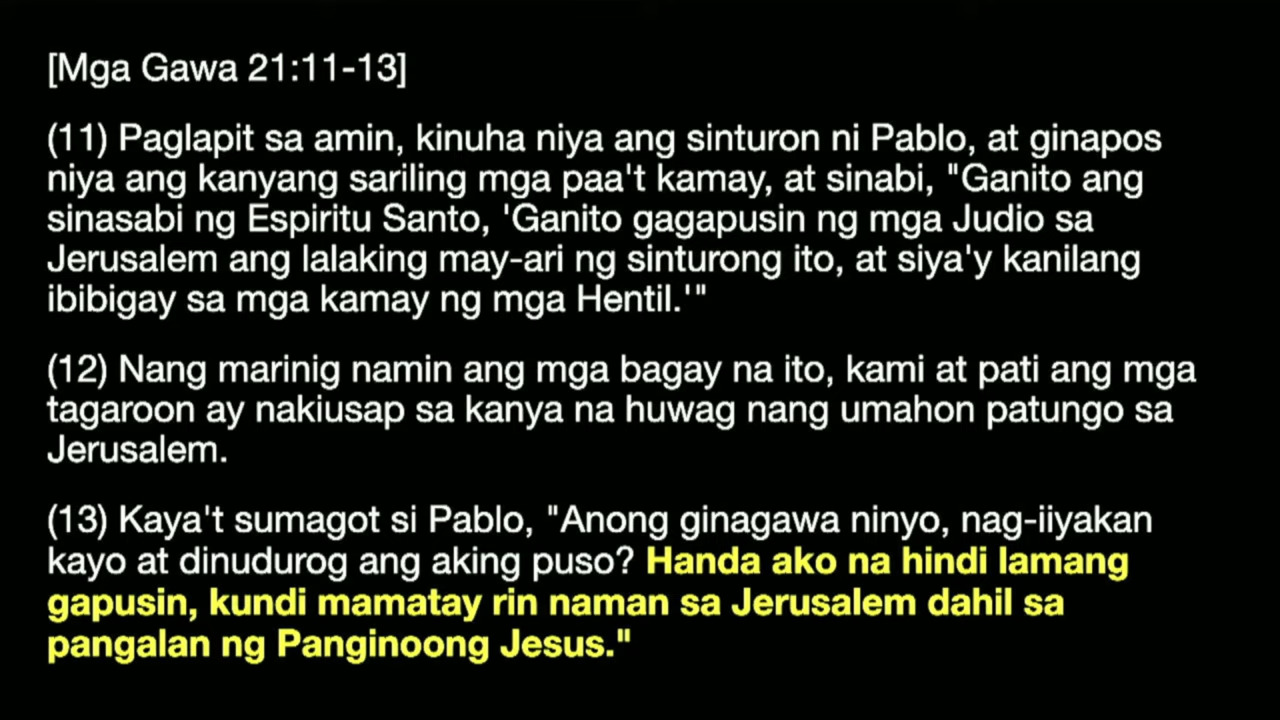 [Mga Gawa 21:11-13]
(11) Paglapit sa amin, kinuha niya ang sinturon ni Pablo, at ginapos
niya ang kanyang sariling mga paa't kamay, at sinabi, "Ganito ang
sinasabi ng Espiritu Santo, 'Ganito gagapusin ng mga Judio sa
Jerusalem ang lalaking may-ari ng sinturong ito, at siya'y kanilang
ibibigay sa mga kamay ng mga Hentil.'"
(12) Nang marinig namin ang mga bagay na ito, kami at pati ang mga
tagaroon ay nakiusap sa kanya na huwag nang umahon patungo sa
Jerusalem.
(13) Kaya't sumagot si Pablo, "Anong ginagawa ninyo, nag-iiyakan
kayo at dinudurog ang aking puso? Handa ako na hindi lamang
gapusin, kundi mamatay rin naman sa Jerusalem dahil sa
pangalan ng Panginoong Jesus."